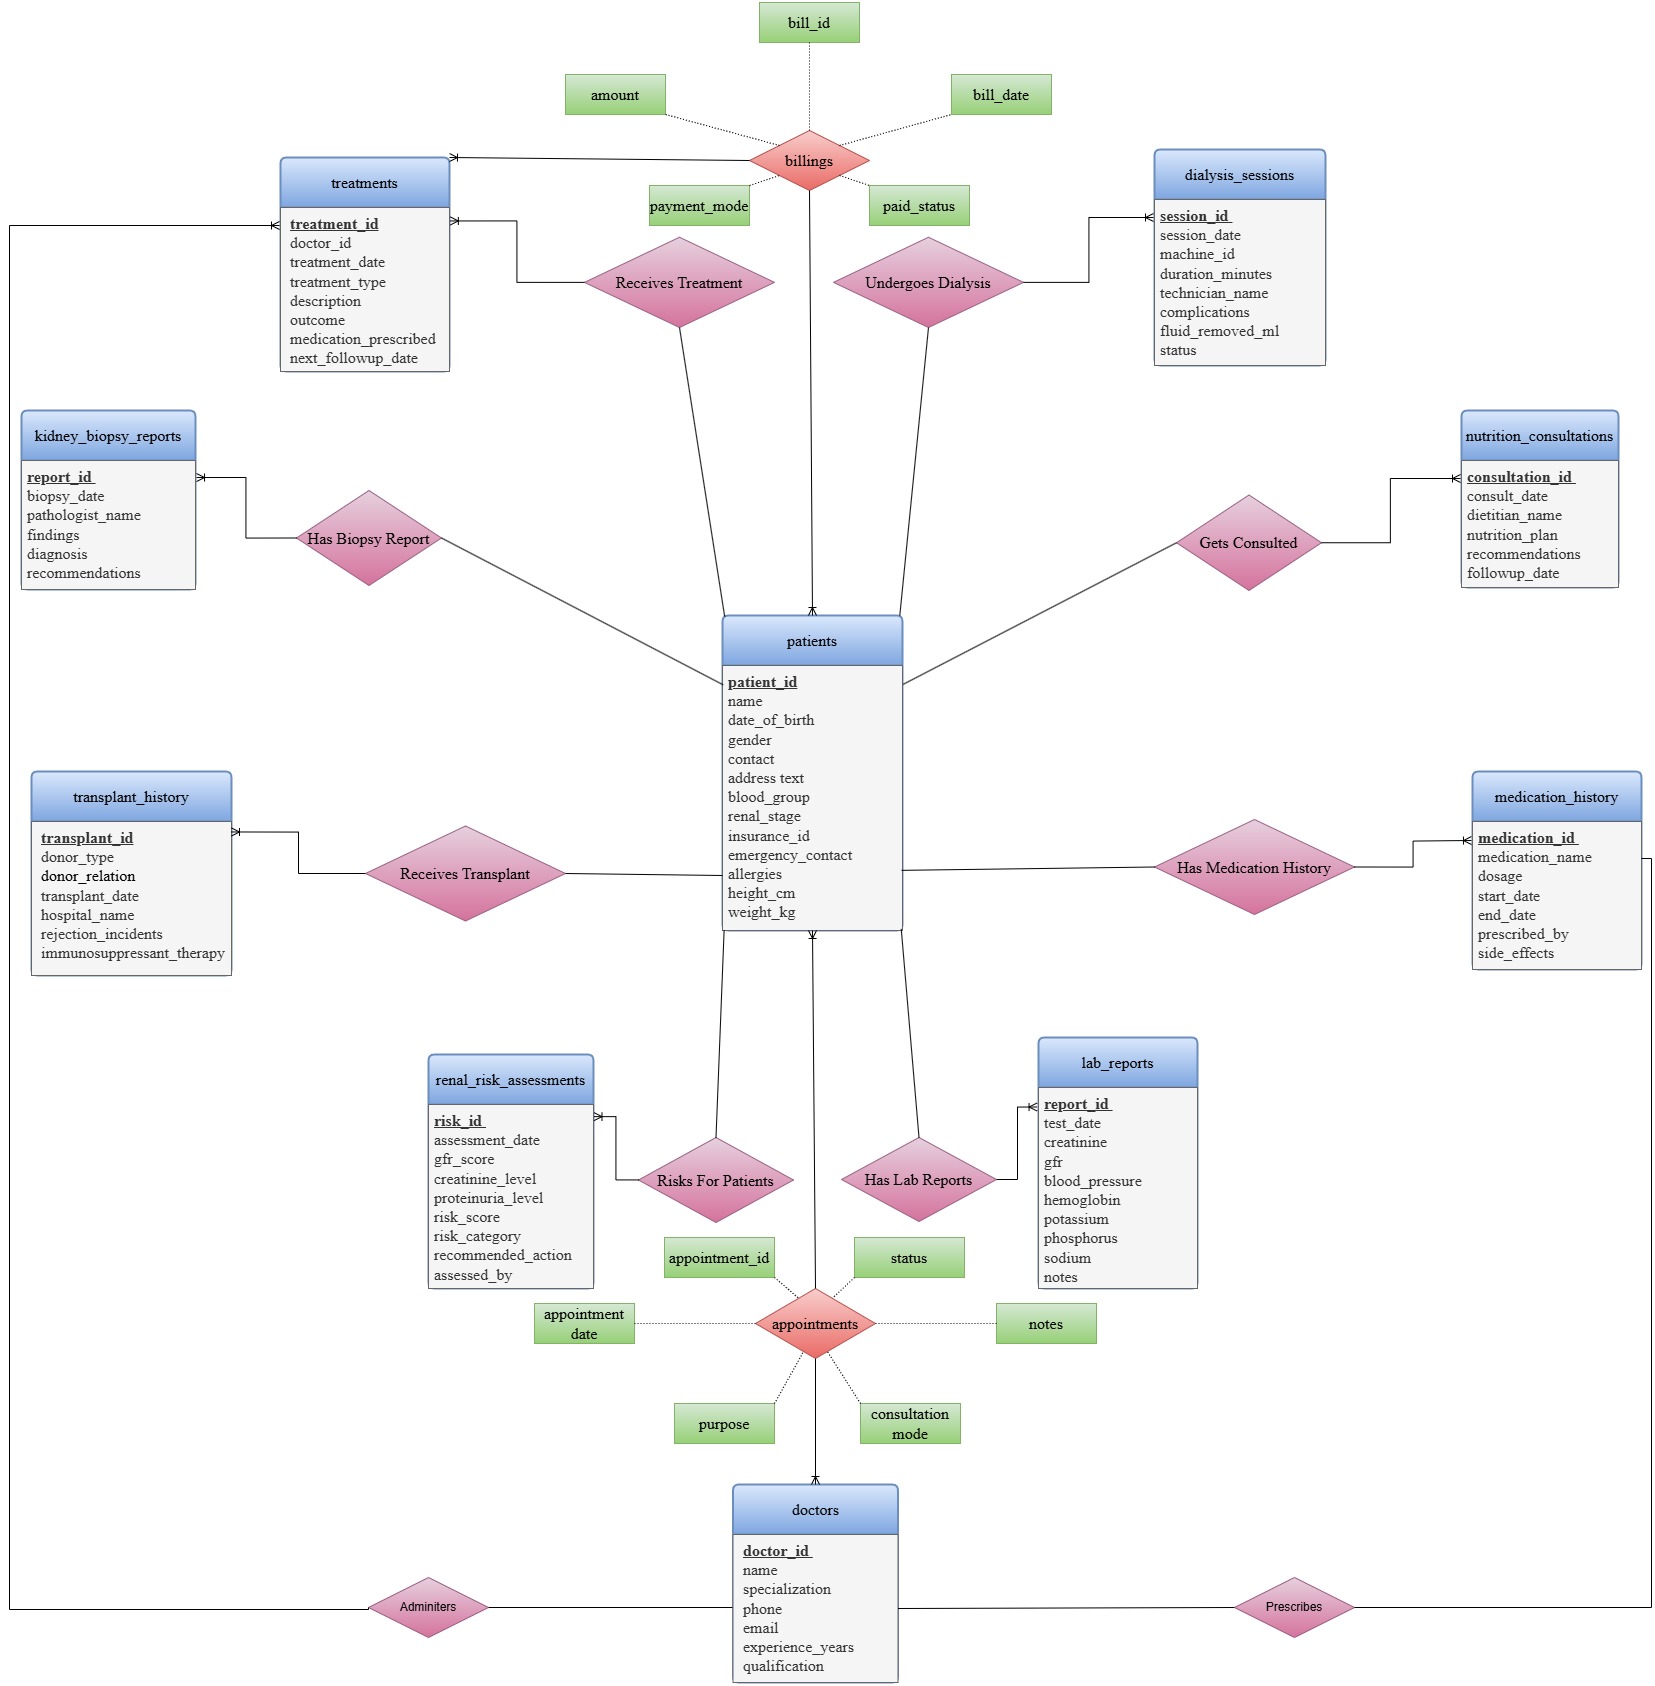 bill_id
amount
bill_date
billings
payment_mode
paid_status
treatments
treatment_id
doctor_id
treatment_date
treatment_type
description
outcome
medication_prescribed
next_followup_date
Receives Treatment
Undergoes Dialysis
dialysis_sessions
session_id
session_date
machine_id
duration_minutes
technician_name
complications
fluid_removed_ml
status
kidney_biopsy_reports
report_id
biopsy_date
pathologist_name
findings
diagnosis
recommendations
Has Biopsy Report
Gets Consulted
nutrition_consultations
consultation_id
consult_date
dietitian_name
nutrition_plan
recommendations
followup_date
patients
patient_id
name
date_of_birth
gender
contact
address text
blood_group
renal_stage
insurance_id
emergency_contact
allergies
height_cm
weight_kg
transplant_history
transplant_id
donor_type
donor_relation
transplant_date
hospital_name
rejection_incidents
immunosuppressant_therapy
Receives Transplant
Has Medication History
medication_history
medication_id
medication_name
dosage
start_date
end_date
prescribed_by
side_effects
renal_risk_assessments
risk_id
assessment_date
gfr_score
creatinine_level
proteinuria_level
risk_score
risk_category
recommended_action
assessed_by
Risks For Patients
Has Lab Reports
lab_reports
report_id
test_date
creatinine
gfr
blood_pressure
hemoglobin
potassium
phosphorus
sodium
notes
appointment_id
status
appointment
date
appointments
notes
purpose
consultation
mode
doctors
doctor_id
name
specialization
phone
email
experience_years
qualification
Adminiters
Prescribes